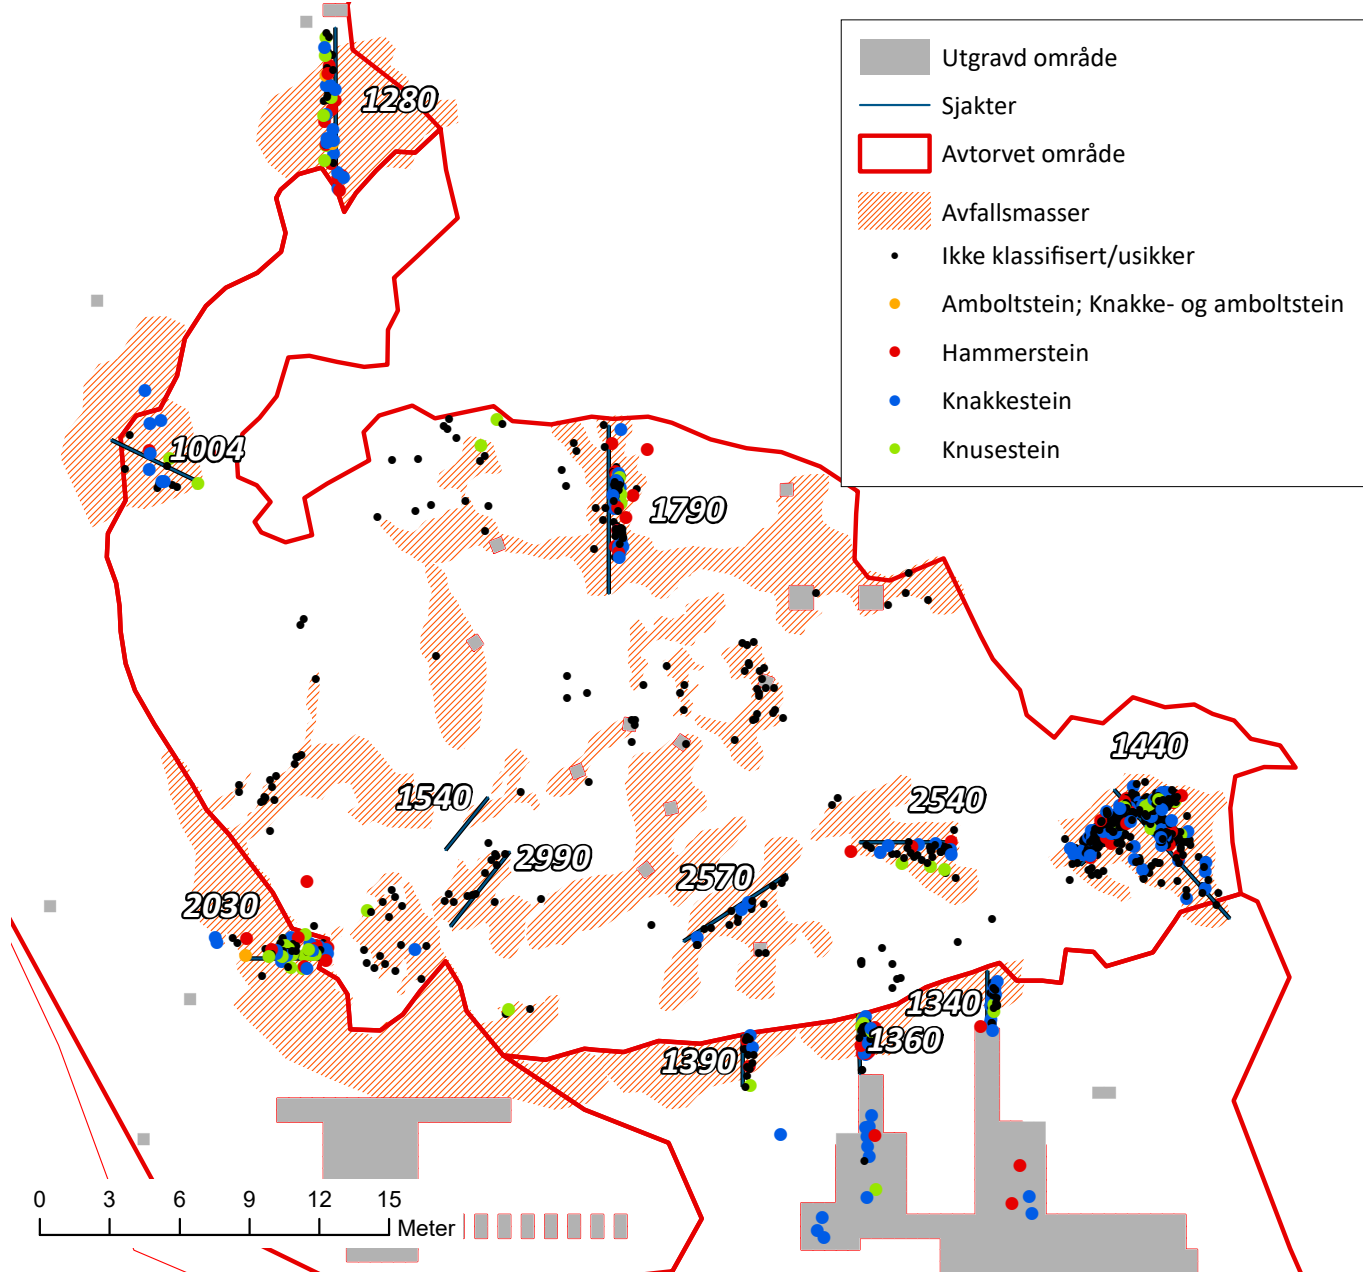 Utgravd område
Sjakter
Avtorvet område
Avfallsmasser
Ikke klassifisert/usikker
Amboltstein; Knakke- og amboltstein
Hammerstein
Knakkestein
Knusestein
1280
1004
1790
1440
1540
2540
2990
2570
2030
1340
1360
1390
0 3 6 9 12 15
Meter